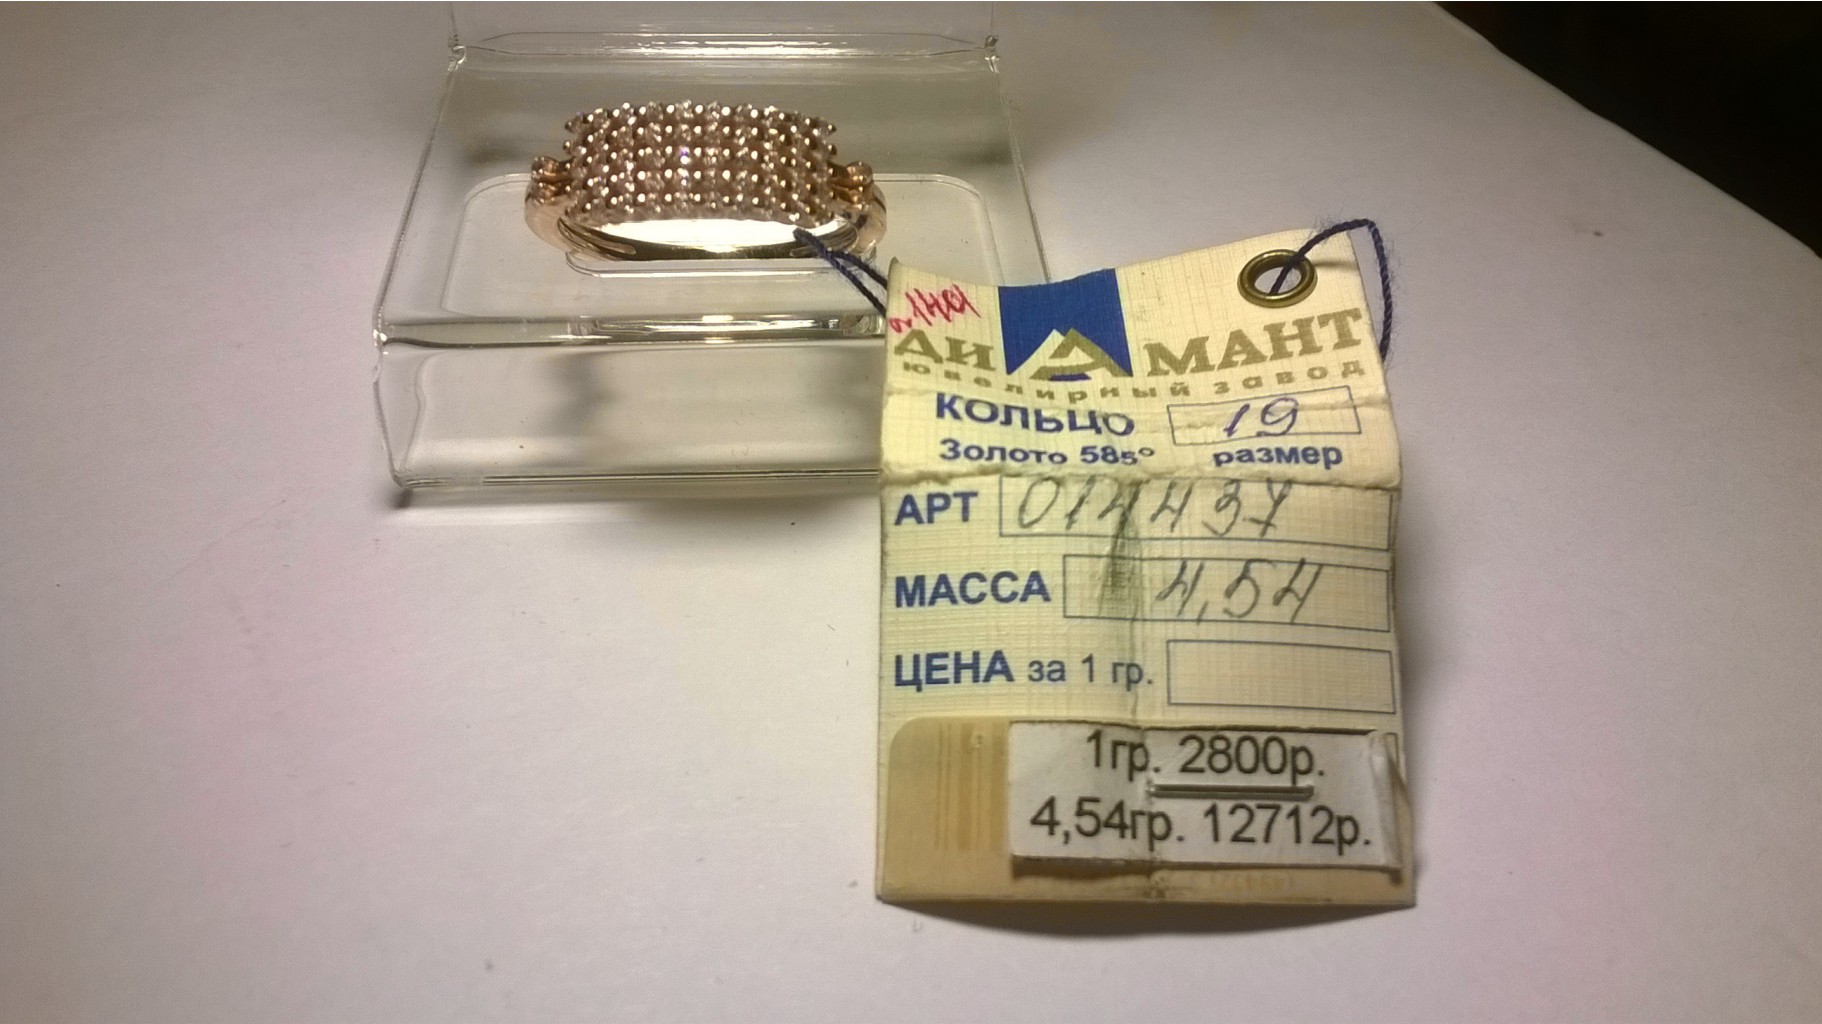 ДИАМАНТ
ювелирный завод
КОЛЬЦО 19
Золото 585° размер
АРТ 014437
МАССА 4,54
ЦЕНА за 1 гр.
1гр. 2800р.
4,54гр. 12712р.